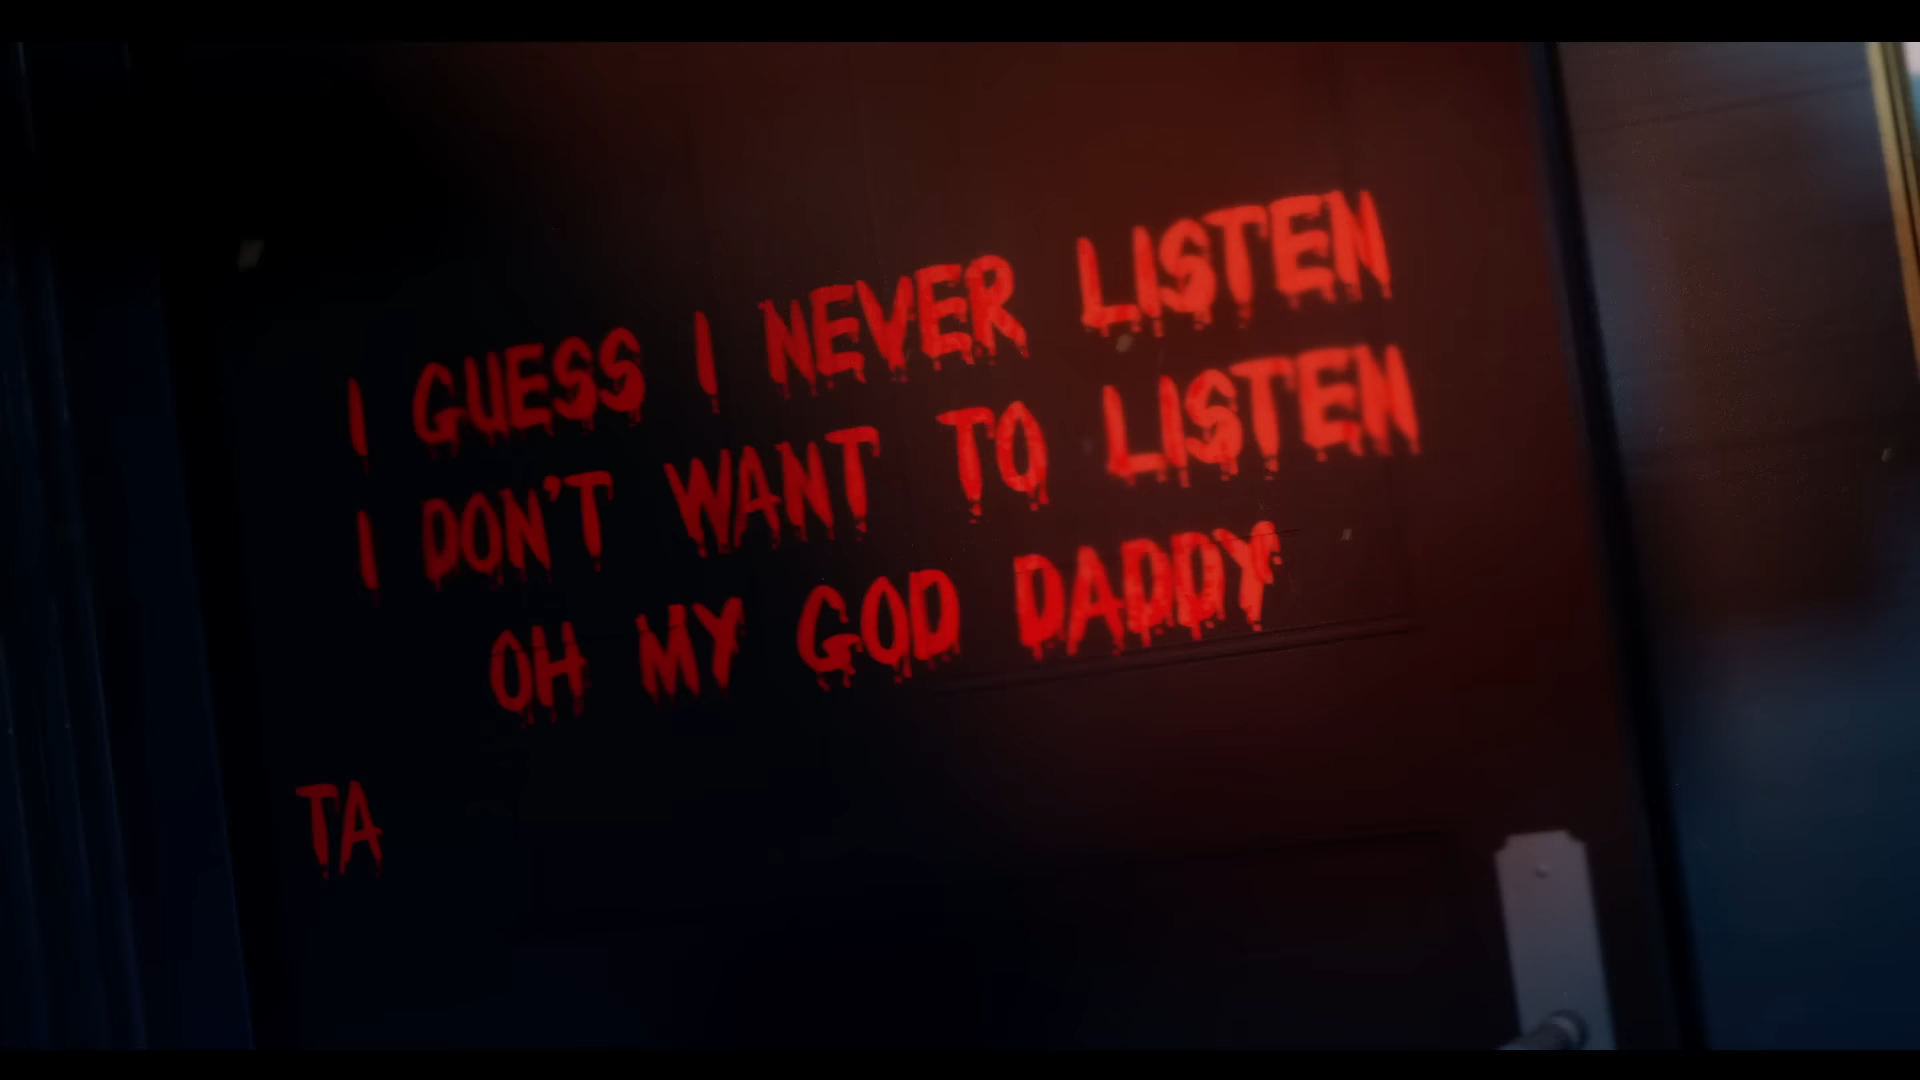 I GUESS I NEVER LISTEN
I DON'T WANT TO LISTEN
OH MY GOD DADDY
TA